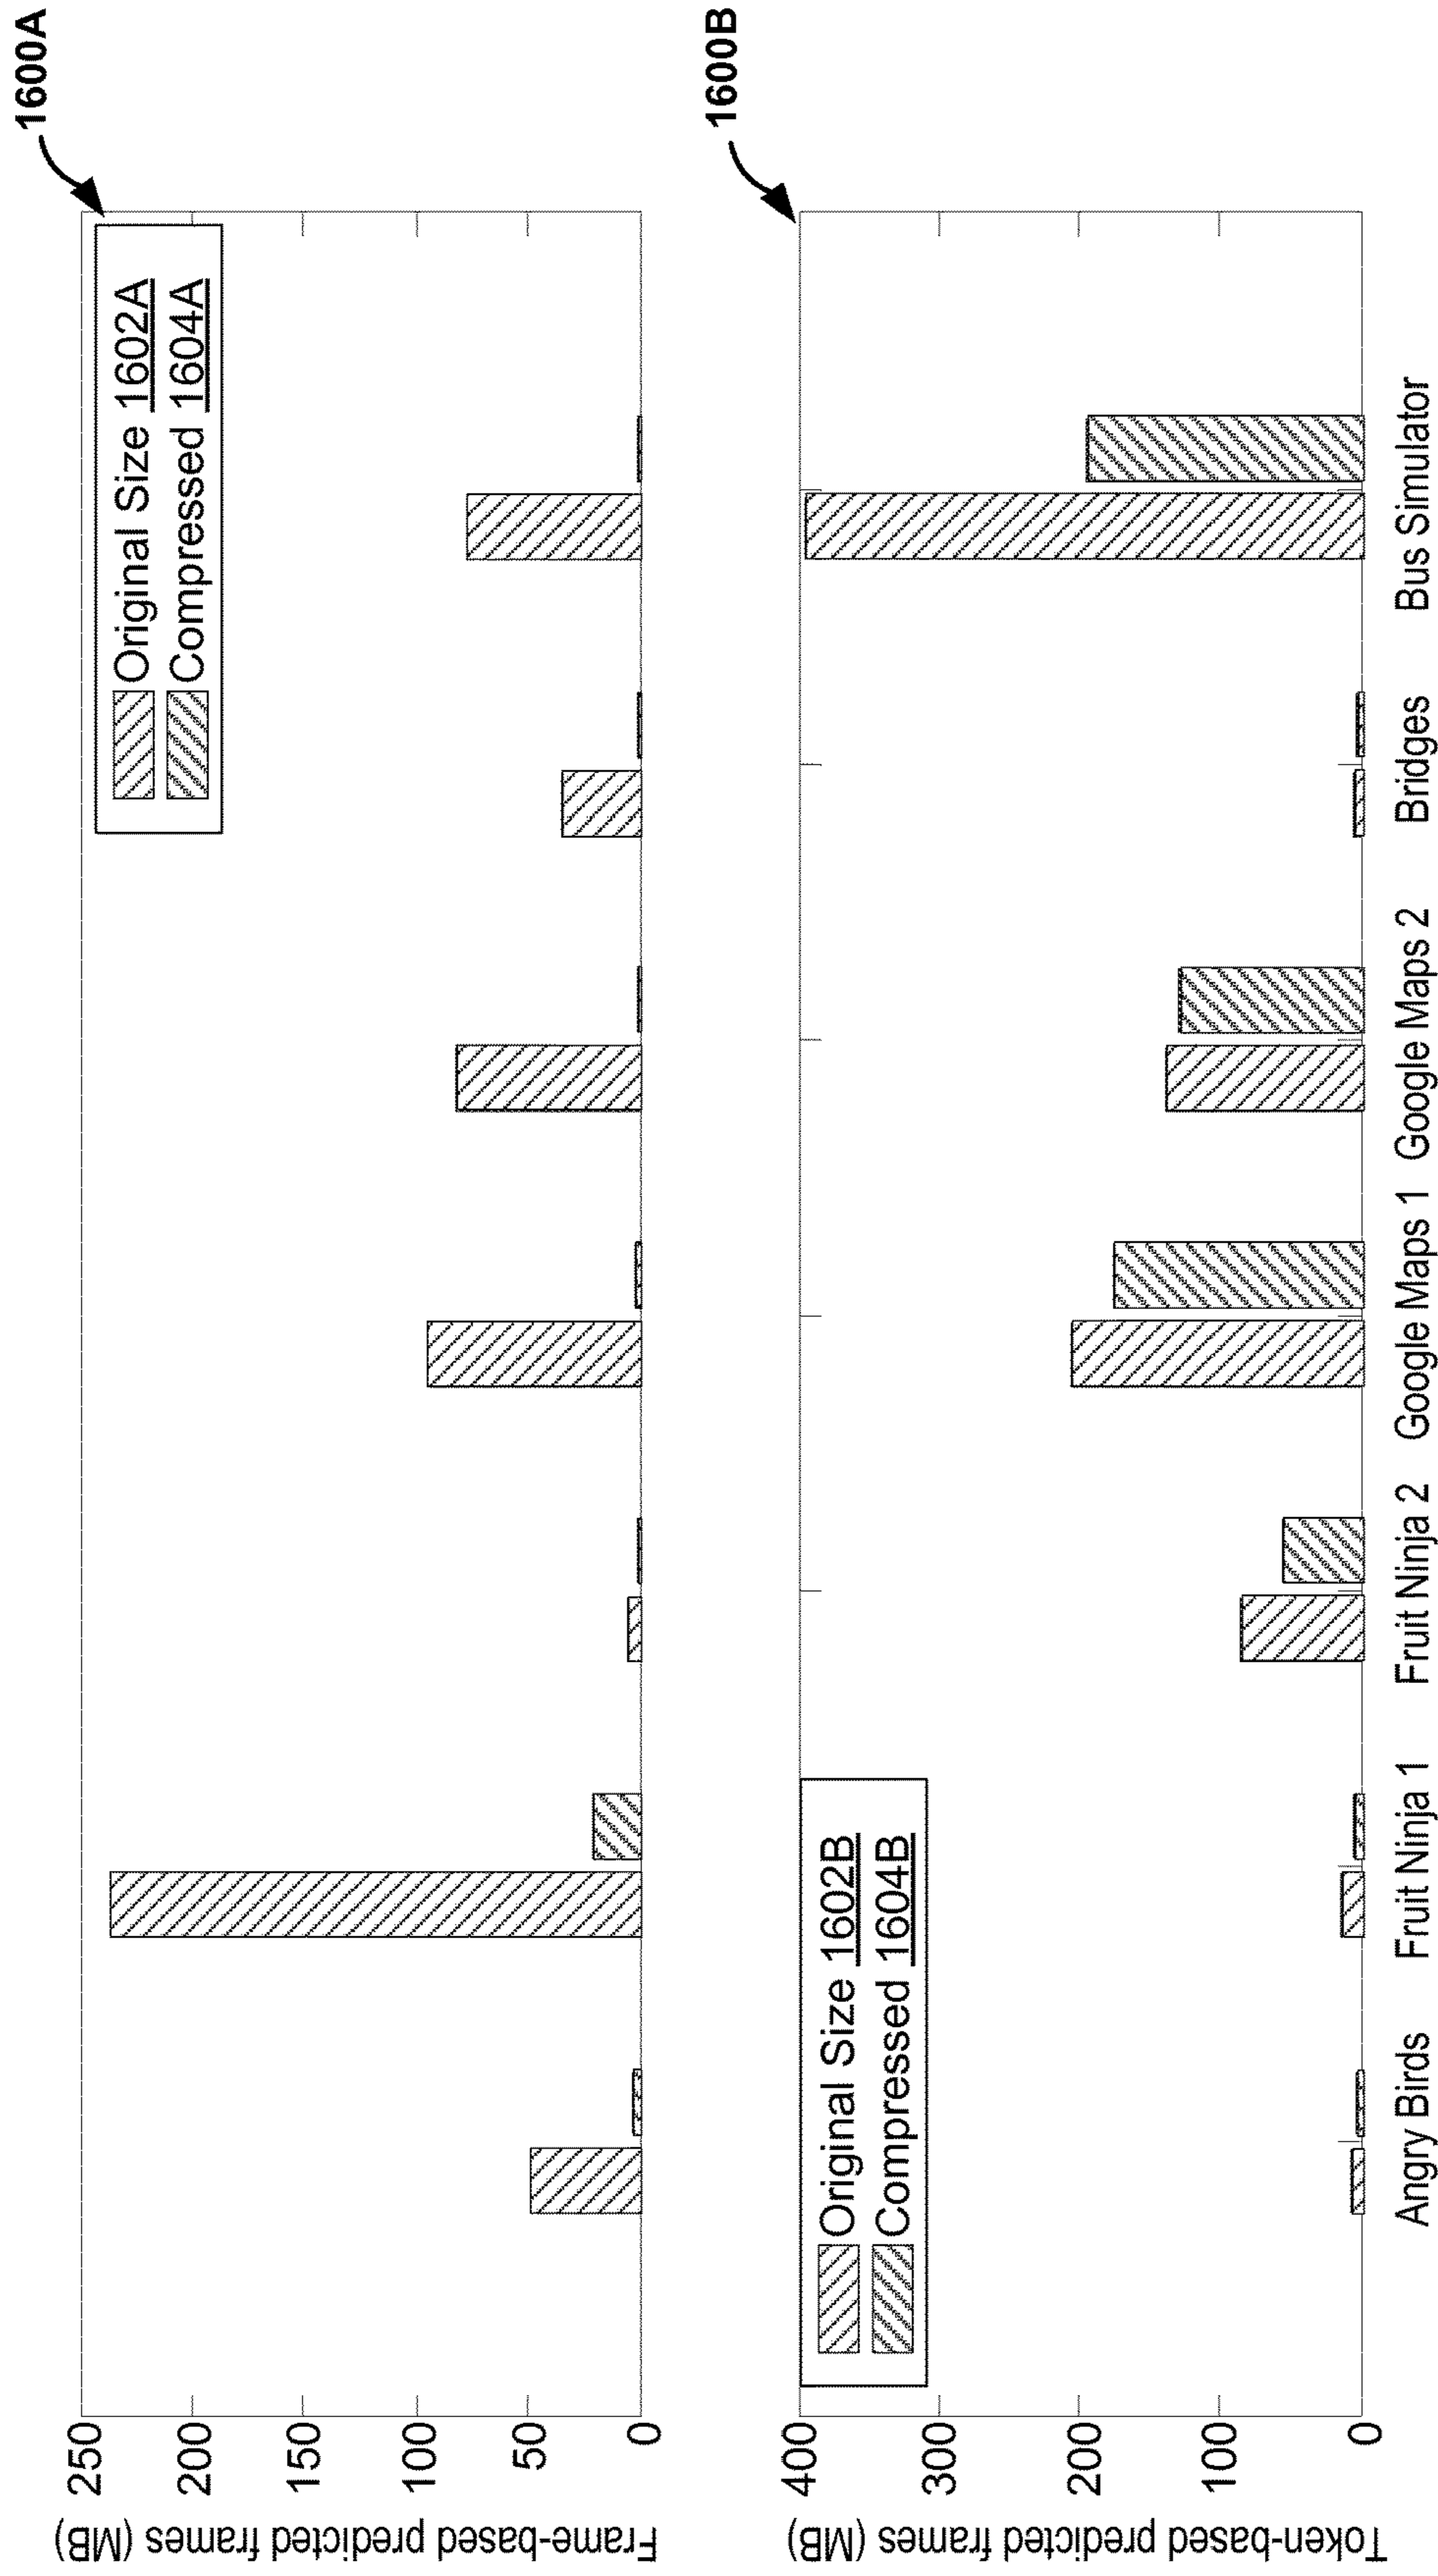 1600A
Frame-based predicted frames (MB)
250
200
150
100
50
0
Original Size 1602A
Compressed 1604A
1600B
Token-based predicted frames (MB)
400
300
200
100
0
Original Size 1602B
Compressed 1604B
Angry Birds
Fruit Ninja 1
Fruit Ninja 2
Google Maps 1
Google Maps 2
Bridges
Bus Simulator